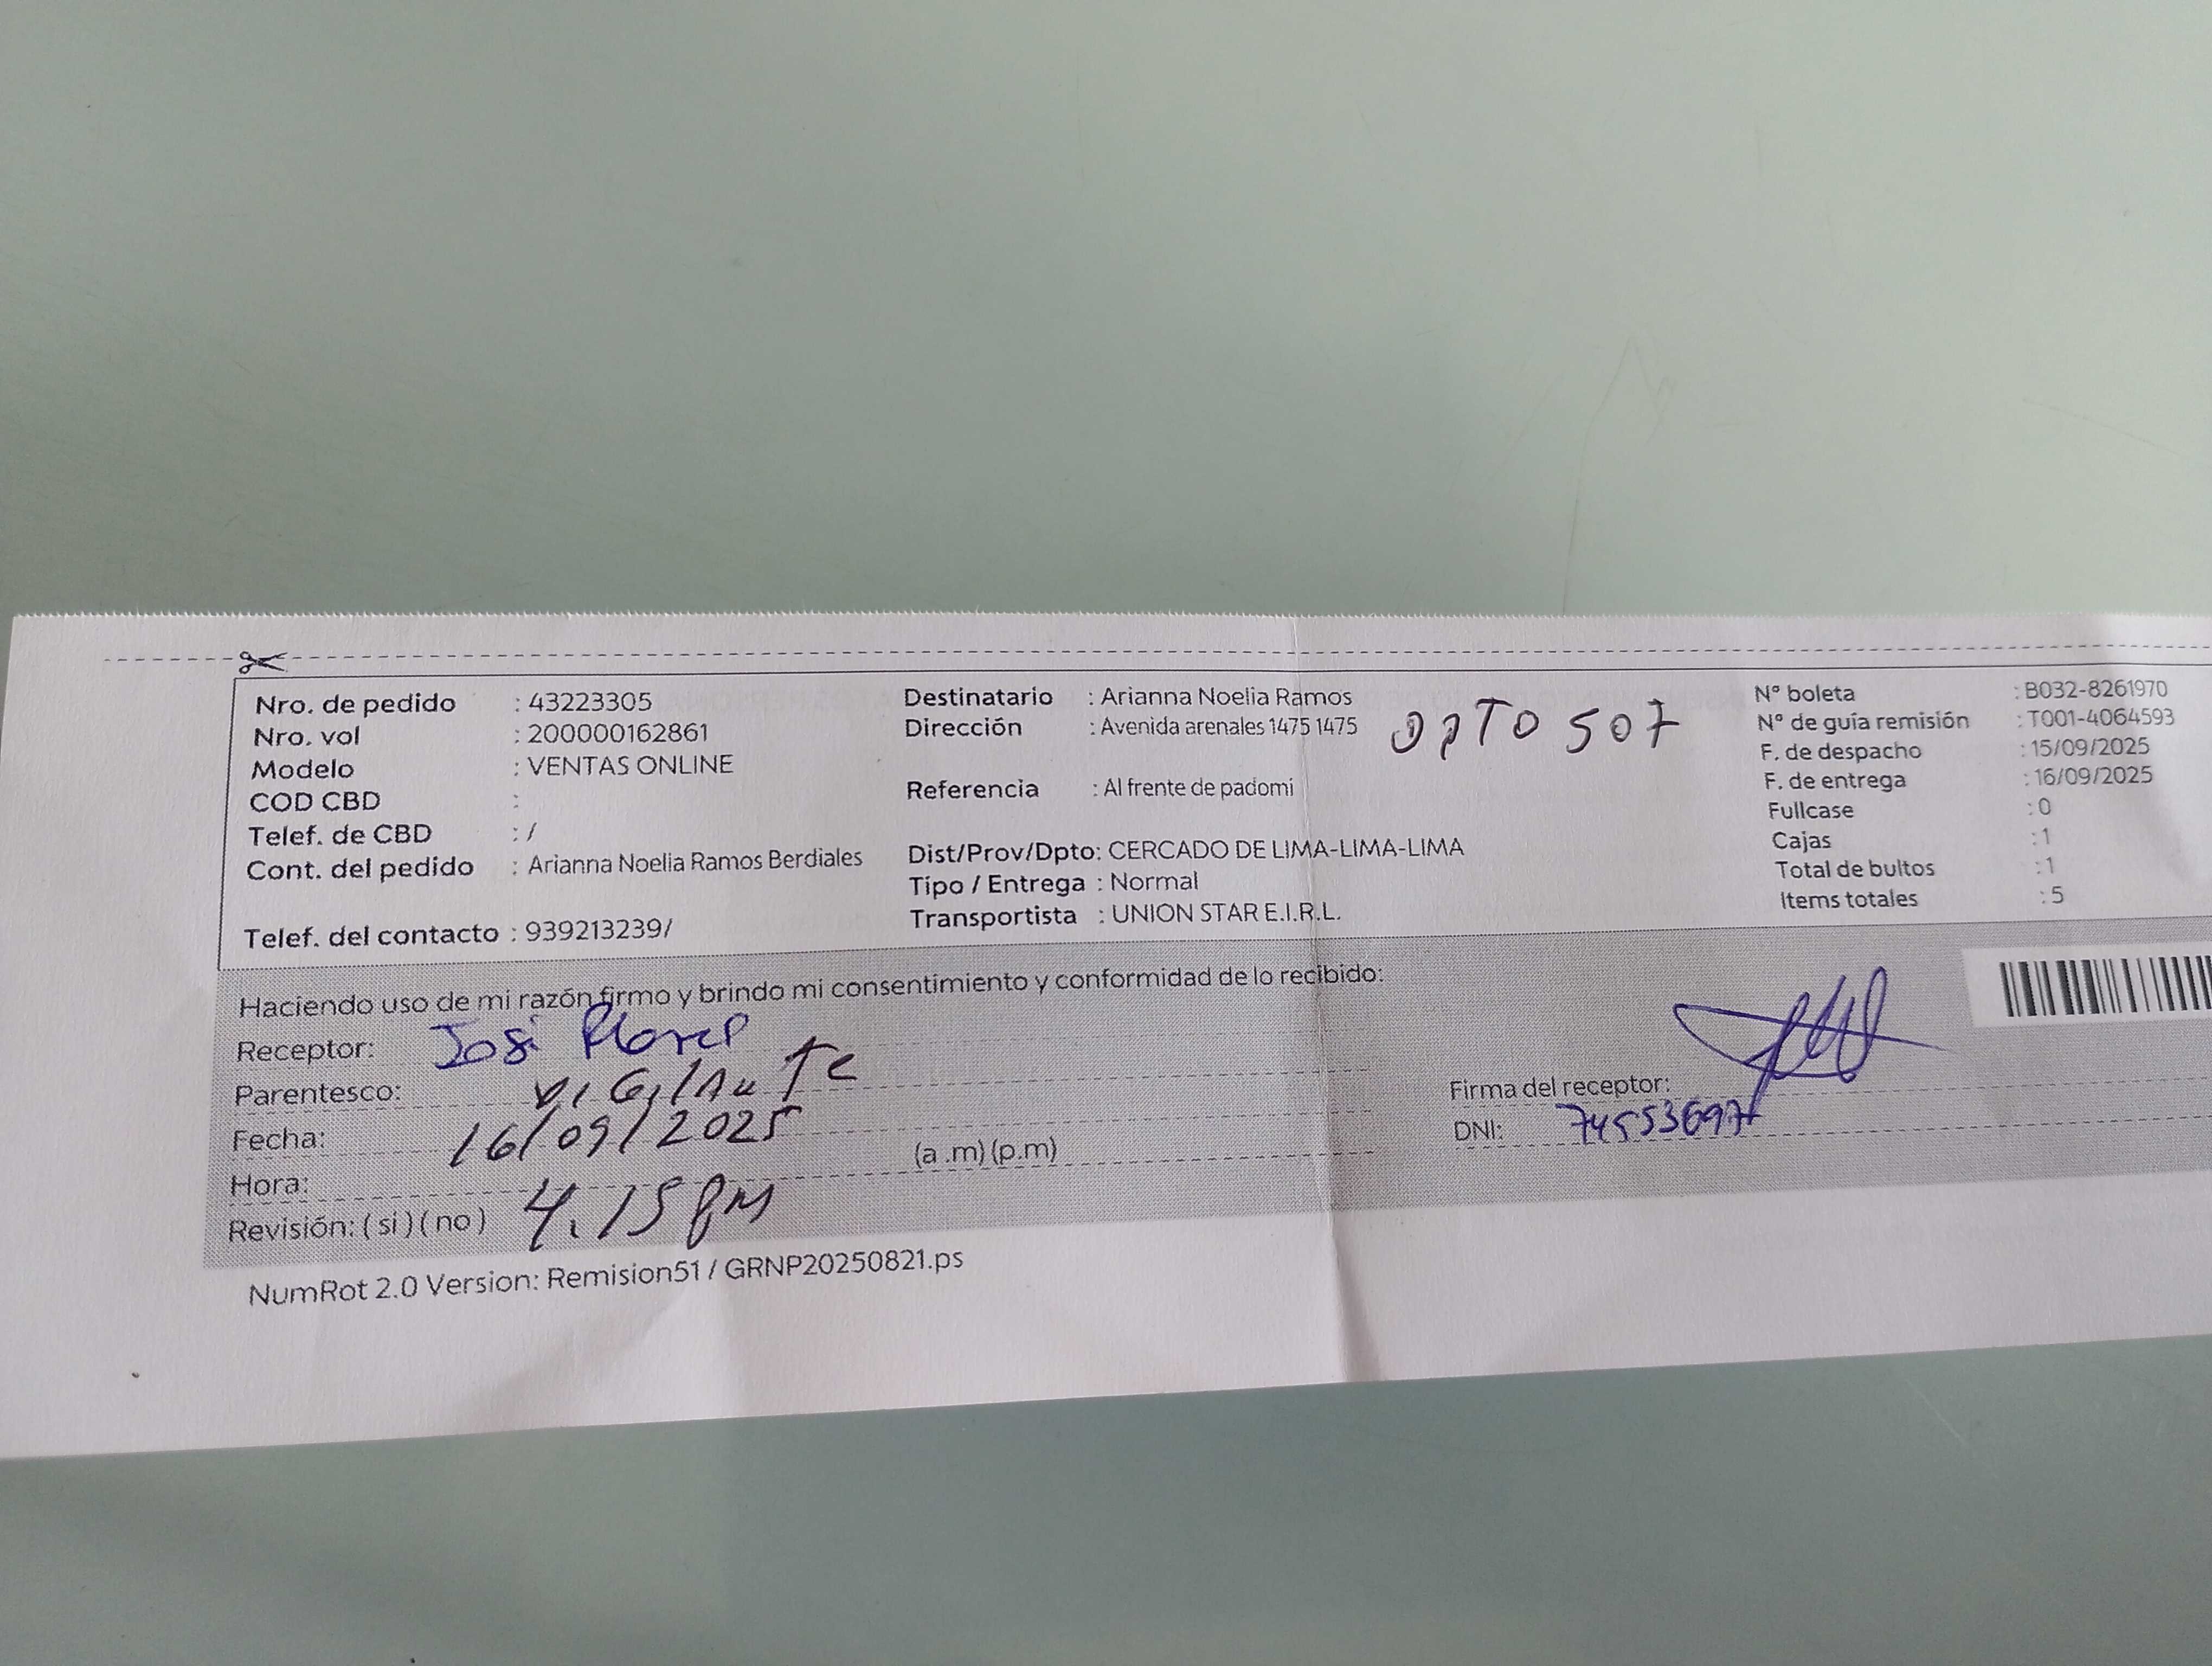 Nro. de pedido : 43223305
Nro. vol : 200000162861
Modelo : VENTAS ONLINE
COD CBD :
Telef. de CBD : /
Cont. del pedido : Arianna Noelia Ramos Berdiales
Telef. del contacto : 939213239/
Destinatario : Arianna Noelia Ramos
Dirección : Avenida arenales 1475 1475 DPTO 507
Referencia : Al frente de padomi
Dist/Prov/Dpto: CERCADO DE LIMA-LIMA-LIMA
Tipo / Entrega : Normal
Transportista : UNION STAR E.I.R.L.
N° boleta : B032-8261970
N° de guía remisión : T001-4064593
F. de despacho : 15/09/2025
F. de entrega : 16/09/2025
Fullcase : 0
Cajas : 1
Total de bultos : 1
Items totales : 5
Haciendo uso de mi razón firmo y brindo mi consentimiento y conformidad de lo recibido:
Receptor: José Flores
Parentesco: Vigilante
Fecha: 16/09/2025
Hora: (a .m) (p.m)
Revisión: ( si ) ( no ) 4.15 pm
Firma del receptor:
DNI:
NumRot 2.0 Version: Remision51 / GRNP20250821.ps